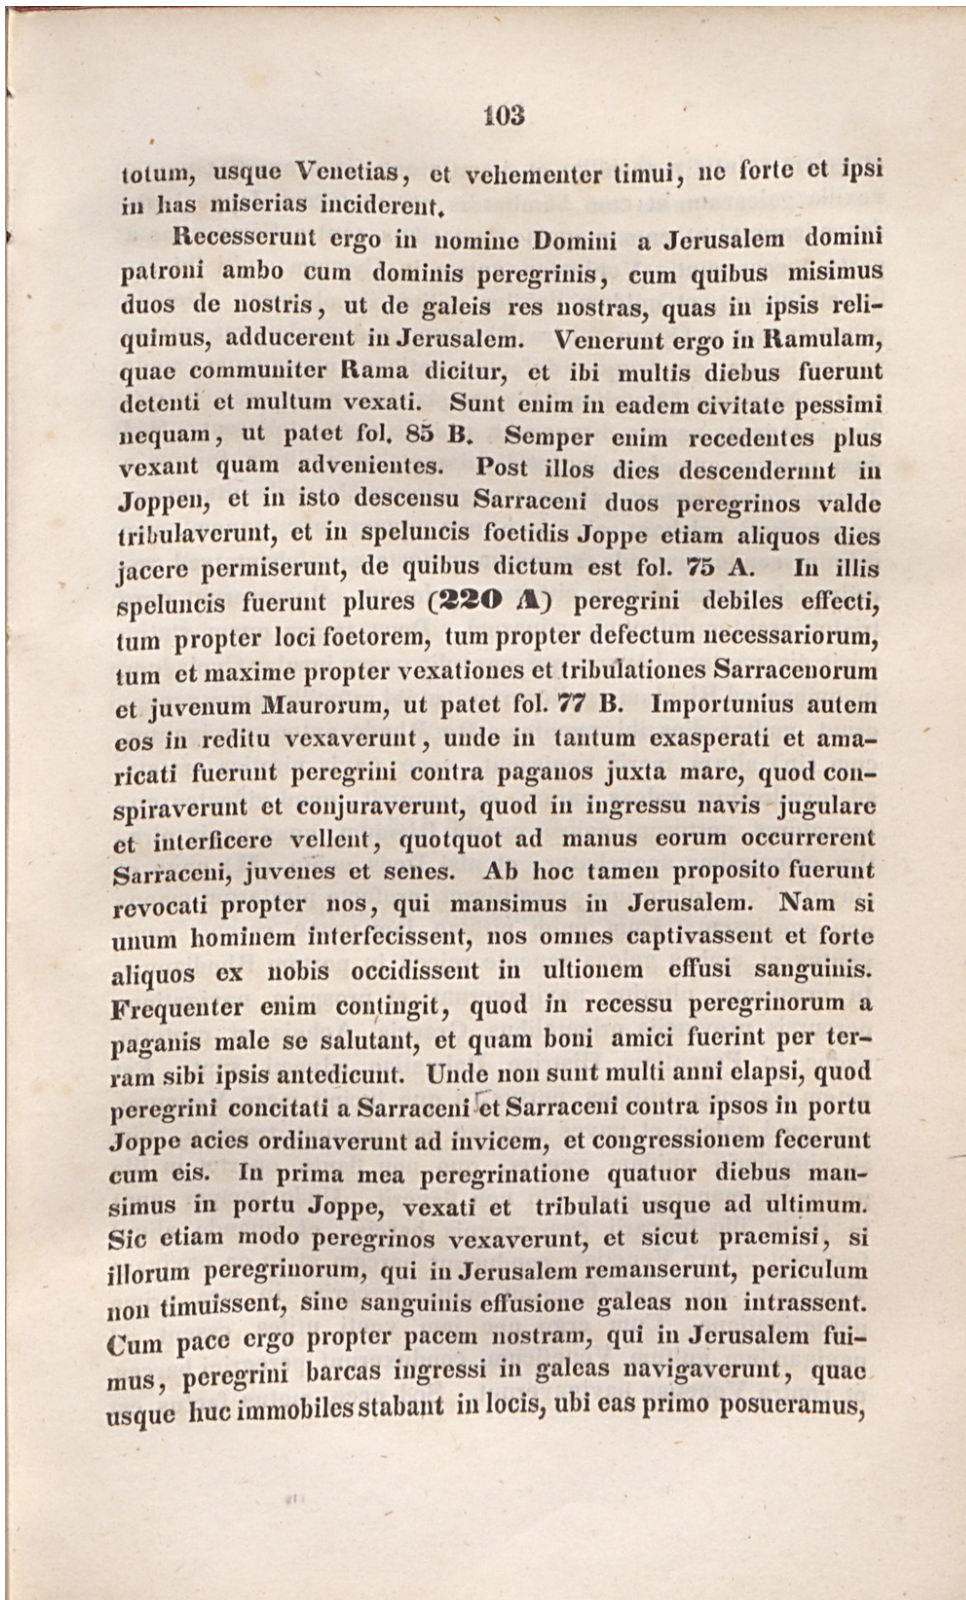 103
totum, usque Venetias, et vehementer timui, ne forte et ipsi
in has miserias inciderent.
Recesserunt ergo in nomine Domini a Jerusalem domini
patroni ambo cum dominis peregrinis, cum quibus misimus
duos de nostris, ut de galeis res nostras, quas in ipsis reli-
quimus, adducerent in Jerusalem. Venerunt ergo in Ramulam,
quae communiter Rama dicitur, et ibi multis diebus fuerunt
detenti et multum vexati. Sunt enim in eadem civitate pessimi
nequam, ut patet fol. 85 B. Semper enim recedentes plus
vexant quam advenientes. Post illos dies descendernnt in
Joppen, et in isto descensu Sarraceni duos peregrinos valde
tribulaverunt, et in speluncis foetidis Joppe etiam aliquos dies
jacere permiserunt, de quibus dictum est fol. 75 A. In illis
speluncis fuerunt plures (220 A) peregrini debiles effecti,
tum propter loci foetorem, tum propter defectum necessariorum,
tum et maxime propter vexationes et tribulationes Sarracenorum
et juvenum Maurorum, ut patet fol. 77 B. Importunius autem
eos in reditu vexaverunt, unde in tantum exasperati et ama-
ricati fuerunt peregrini contra paganos juxta mare, quod con-
spiraverunt et conjuraverunt, quod in ingressu navis jugulare
et interficere vellent, quotquot ad manus eorum occurrerent
Sarraceni, juvenes et senes. Ab hoc tamen proposito fuerunt
revocati propter nos, qui mansimus in Jerusalem. Nam si
unum hominem interfecissent, nos omnes captivassent et forte
aliquos ex nobis occidissent in ultionem effusi sanguinis.
Frequenter enim contingit, quod in recessu peregrinorum a
paganis male se salutant, et quam boni amici fuerint per ter-
ram sibi ipsis antedicunt. Unde non sunt multi anni elapsi, quod
peregrini concitati a Sarraceni et Sarraceni contra ipsos in portu
Joppe acies ordinaverunt ad invicem, et congressionem fecerunt
cum eis. In prima mea peregrinatione quatuor diebus man-
simus in portu Joppe, vexati et tribulati usque ad ultimum.
Sic etiam modo peregrinos vexaverunt, et sicut praemisi, si
illorum peregrinorum, qui in Jerusalem remanserunt, periculum
non timuissent, sine sanguinis effusione galeas non intrassent.
Cum pace ergo propter pacem nostram, qui in Jerusalem fui-
mus, peregrini barcas ingressi in galeas navigaverunt, quae
usque huc immobiles stabant in locis, ubi eas primo posueramus,